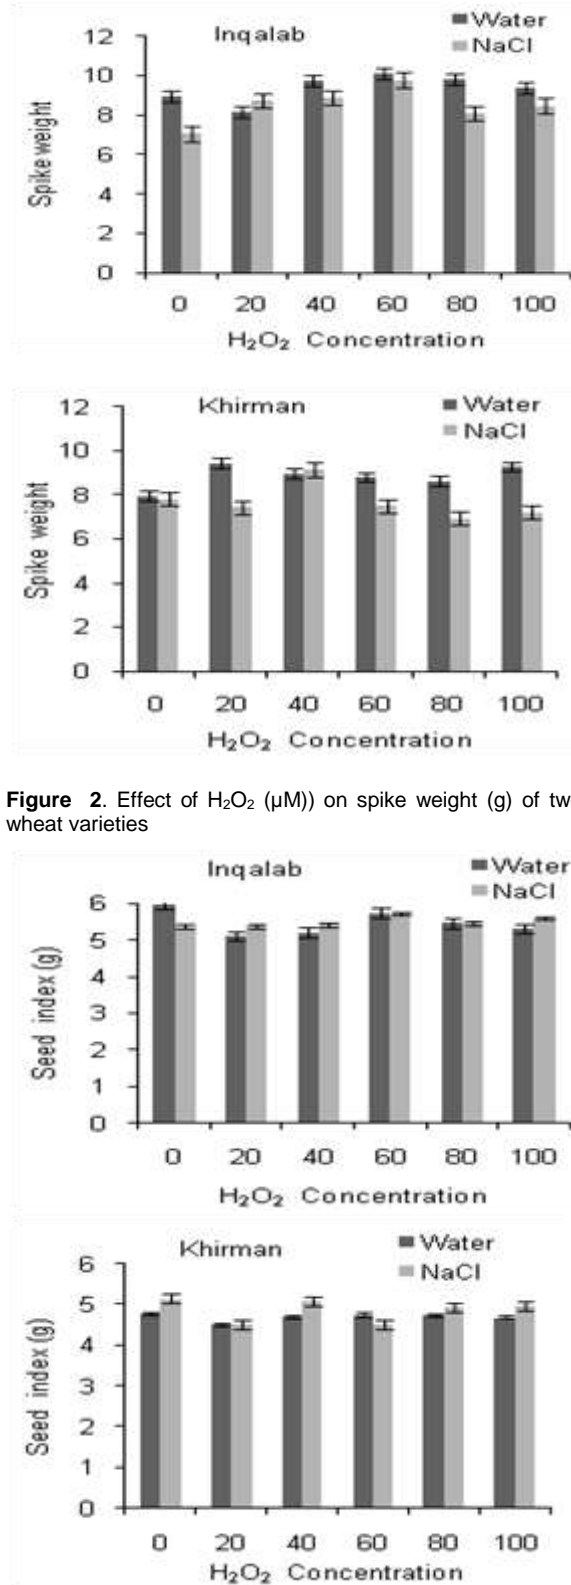 Inqalab
Water
NaCl
12
10
8
6
4
2
0
Spike weight
0 20 40 60 80 100
H₂O₂ Concentration
Khirman
Water
NaCl
12
10
8
6
4
2
0
Spike weight
0 20 40 60 80 100
H₂O₂ Concentration
Figure 2. Effect of H₂O₂ (µM)) on spike weight (g) of tw
wheat varieties
Inqalab
Water
NaCl
6
5
4
3
2
1
0
Seed index (g)
0 20 40 60 80 100
H₂O₂ Concentration
Khirman
Water
NaCl
6
5
4
3
2
1
0
Seed index (g)
0 20 40 60 80 100
H₂O₂ Concentration